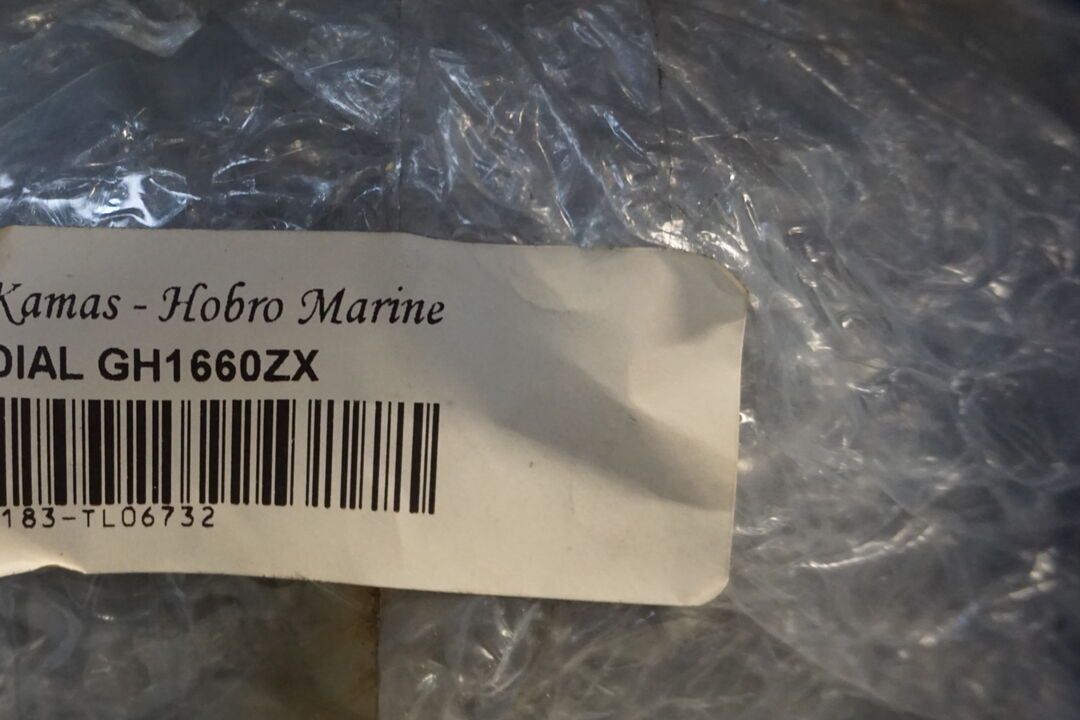 Kamas - Hobro Marine
DIAL GH1660ZX
183-TL06732